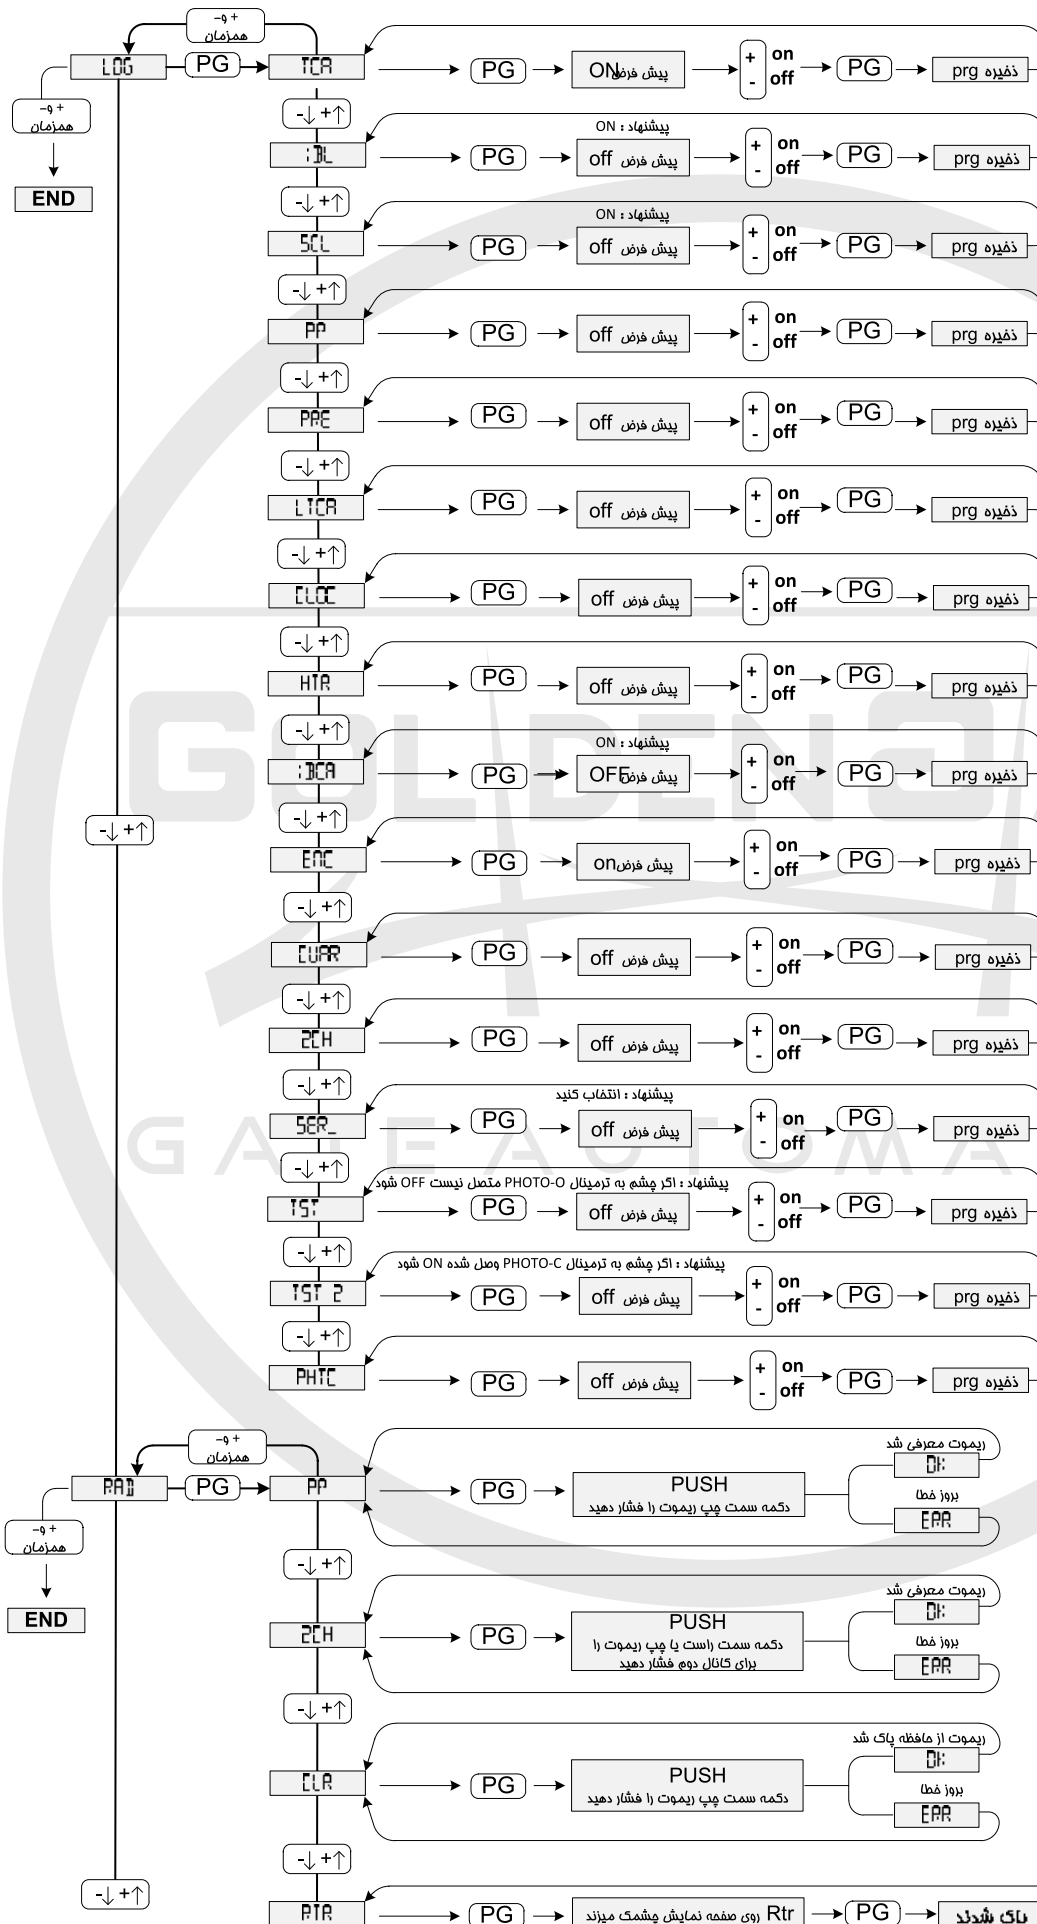 + و–
همزمان
LOG
PG
TCA
PG
پیش فرض ON
+ on
- off
PG
ذخیره prg
+ و–
همزمان
END
-↓ +↑
پیشنهاد : ON
IBL
PG
پیش فرض off
+ on
- off
PG
ذخیره prg
-↓ +↑
پیشنهاد : ON
SCL
PG
پیش فرض off
+ on
- off
PG
ذخیره prg
-↓ +↑
PP
PG
پیش فرض off
+ on
- off
PG
ذخیره prg
-↓ +↑
PRE
PG
پیش فرض off
+ on
- off
PG
ذخیره prg
-↓ +↑
LTCA
PG
پیش فرض off
+ on
- off
PG
ذخیره prg
-↓ +↑
CLOC
PG
پیش فرض off
+ on
- off
PG
ذخیره prg
-↓ +↑
HTR
PG
پیش فرض off
+ on
- off
PG
ذخیره prg
-↓ +↑
پیشنهاد : ON
IBCA
PG
پیش فرض OFF
+ on
- off
PG
ذخیره prg
-↓ +↑
-↓ +↑
ENC
PG
پیش فرض on
+ on
- off
PG
ذخیره prg
-↓ +↑
CUAR
PG
پیش فرض off
+ on
- off
PG
ذخیره prg
-↓ +↑
2CH
PG
پیش فرض off
+ on
- off
PG
ذخیره prg
-↓ +↑
پیشنهاد : انتخاب کنید
SER_
PG
پیش فرض off
+ on
- off
PG
ذخیره prg
-↓ +↑
پیشنهاد : اگر چشم به ترمینال PHOTO-O متصل نیست OFF شود
TST
PG
پیش فرض off
+ on
- off
PG
ذخیره prg
-↓ +↑
پیشنهاد : اگر چشم به ترمینال PHOTO-C وصل شده ON شود
TST 2
PG
پیش فرض off
+ on
- off
PG
ذخیره prg
-↓ +↑
PHTC
PG
پیش فرض off
+ on
- off
PG
ذخیره prg
+ و–
همزمان
RAD
PG
PP
PG
PUSH
دکمه سمت چپ ریموت را فشار دهید
ریموت معرفی شد
OK
بروز خطا
ERR
+ و–
همزمان
END
-↓ +↑
2CH
PG
PUSH
دکمه سمت راست یا چپ ریموت را
برای کانال دوم فشار دهید
ریموت معرفی شد
OK
بروز خطا
ERR
-↓ +↑
CLR
PG
PUSH
دکمه سمت چپ ریموت را فشار دهید
ریموت از حافظه پاک شد
OK
بروز خطا
ERR
-↓ +↑
-↓ +↑
RTR
PG
Rtr روی صفحه نمایش چشمک میزند
PG
پاک شدند
GOLDENG
GATE AUTOMA